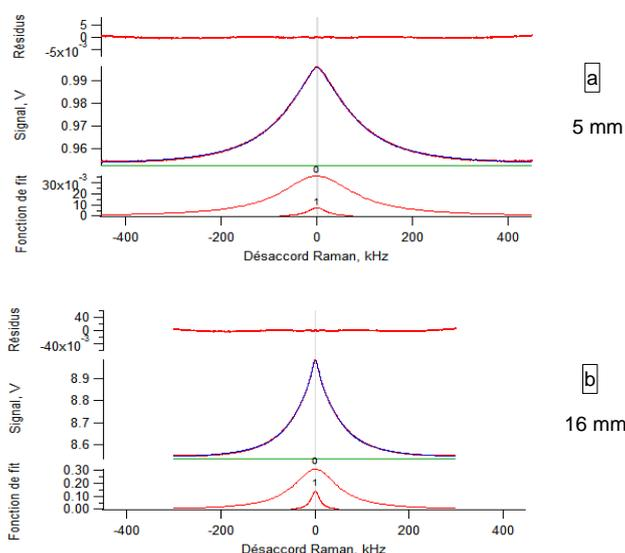 Résidus
5
0
-5x10⁻³
Signal, V
0.99
0.98
0.97
0.96
a
5 mm
Fonction de fit
30x10⁻³
20
10
0
0
1
-400 -200 0 200 400
Désaccord Raman, kHz
Résidus
40
0
-40x10⁻³
Signal, V
8.9
8.8
8.7
8.6
b
16 mm
Fonction de fit
0.30
0.20
0.10
0.00
0
1
-400 -200 0 200 400
Désaccord Raman, kHz